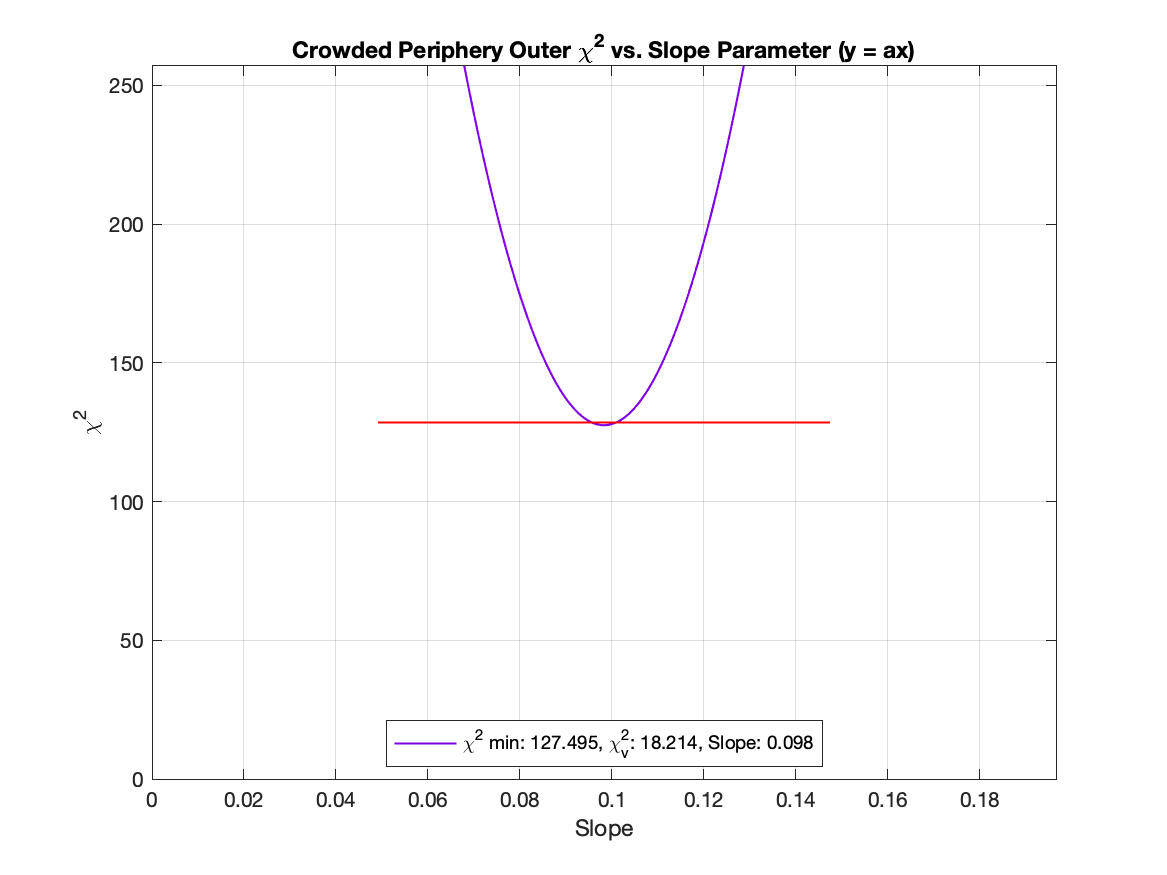 Crowded Periphery Outer χ² vs. Slope Parameter (y = ax)
250
200
150
100
50
0
χ²
χ² min: 127.495, χ²ᵥ: 18.214, Slope: 0.098
0 0.02 0.04 0.06 0.08 0.1 0.12 0.14 0.16 0.18
Slope